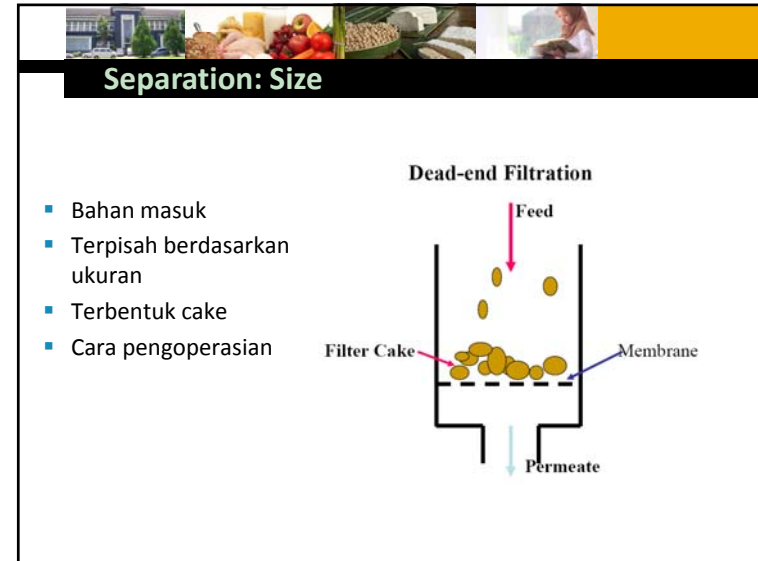 Separation: Size
Bahan masuk
Terpisah berdasarkan
ukuran
Terbentuk cake
Cara pengoperasian
Dead-end Filtration
Feed
Filter Cake
Membrane
Permeate